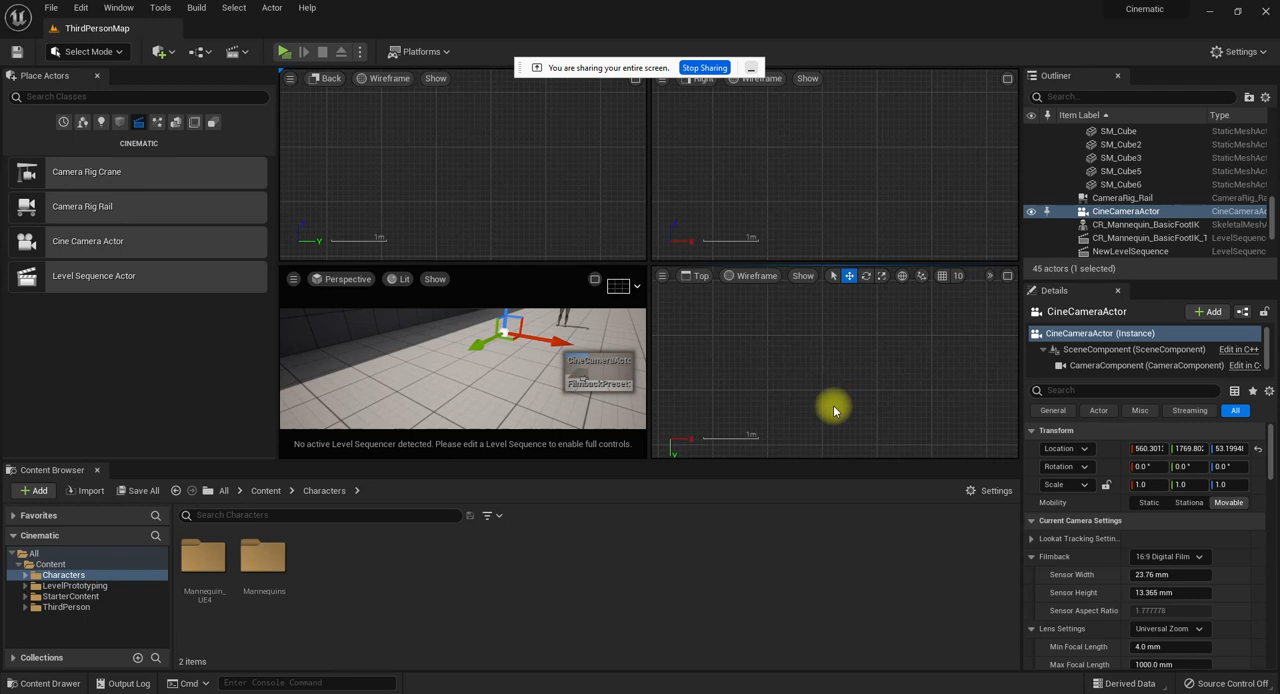 File Edit Window Tools Build Select Actor Help
Cinematic
ThirdPersonMap
Select Mode
Platforms
Settings
You are sharing your entire screen. Stop Sharing
Place Actors
Search Classes
CINEMATIC
Camera Rig Crane
Camera Rig Rail
Cine Camera Actor
Level Sequence Actor
Back Wireframe Show
Y 1m
Right Wireframe Show
X 1m
Perspective Lit Show
CineCameraActo
FilmbackPreset:
No active Level Sequencer detected. Please edit a Level Sequence to enable full controls.
Top Wireframe Show 10
X 1m
Y
Outliner
Search...
Item Label Type
SM_Cube StaticMeshAct
SM_Cube2 StaticMeshAct
SM_Cube3 StaticMeshAct
SM_Cube5 StaticMeshAct
SM_Cube6 StaticMeshAct
CameraRig_Rail CameraRig_Ra
CineCameraActor CineCameraAc
CR_Mannequin_BasicFootIK SkeletalMeshA
CR_Mannequin_BasicFootIK_T LevelSequenc
NewLevelSequence LevelSequenc
45 actors (1 selected)
Details
CineCameraActor
Add
CineCameraActor (Instance)
SceneComponent (SceneComponent) Edit in C++
CameraComponent (CameraComponent) Edit in C-
Search
General Actor Misc Streaming All
Transform
Location 560.301: 1769.802 53.1994
Rotation 0.0 ° 0.0 ° 0.0 °
Scale 1.0 1.0 1.0
Mobility Static Stationa Movable
Current Camera Settings
Lookat Tracking Settin..
Filmback 16:9 Digital Film
Sensor Width 23.76 mm
Sensor Height 13.365 mm
Sensor Aspect Ratio 1.777778
Lens Settings Universal Zoom
Min Focal Length 4.0 mm
Max Focal Length 1000.0 mm
Content Browser
Add Import Save All All Content Characters
Settings
Favorites
Search Characters
Cinematic
All
Content
Characters
LevelPrototyping
StarterContent
ThirdPerson
Mannequin_
UE4
Mannequins
Collections
2 items
Content Drawer Output Log Cmd Enter Console Command
Derived Data Source Control Off